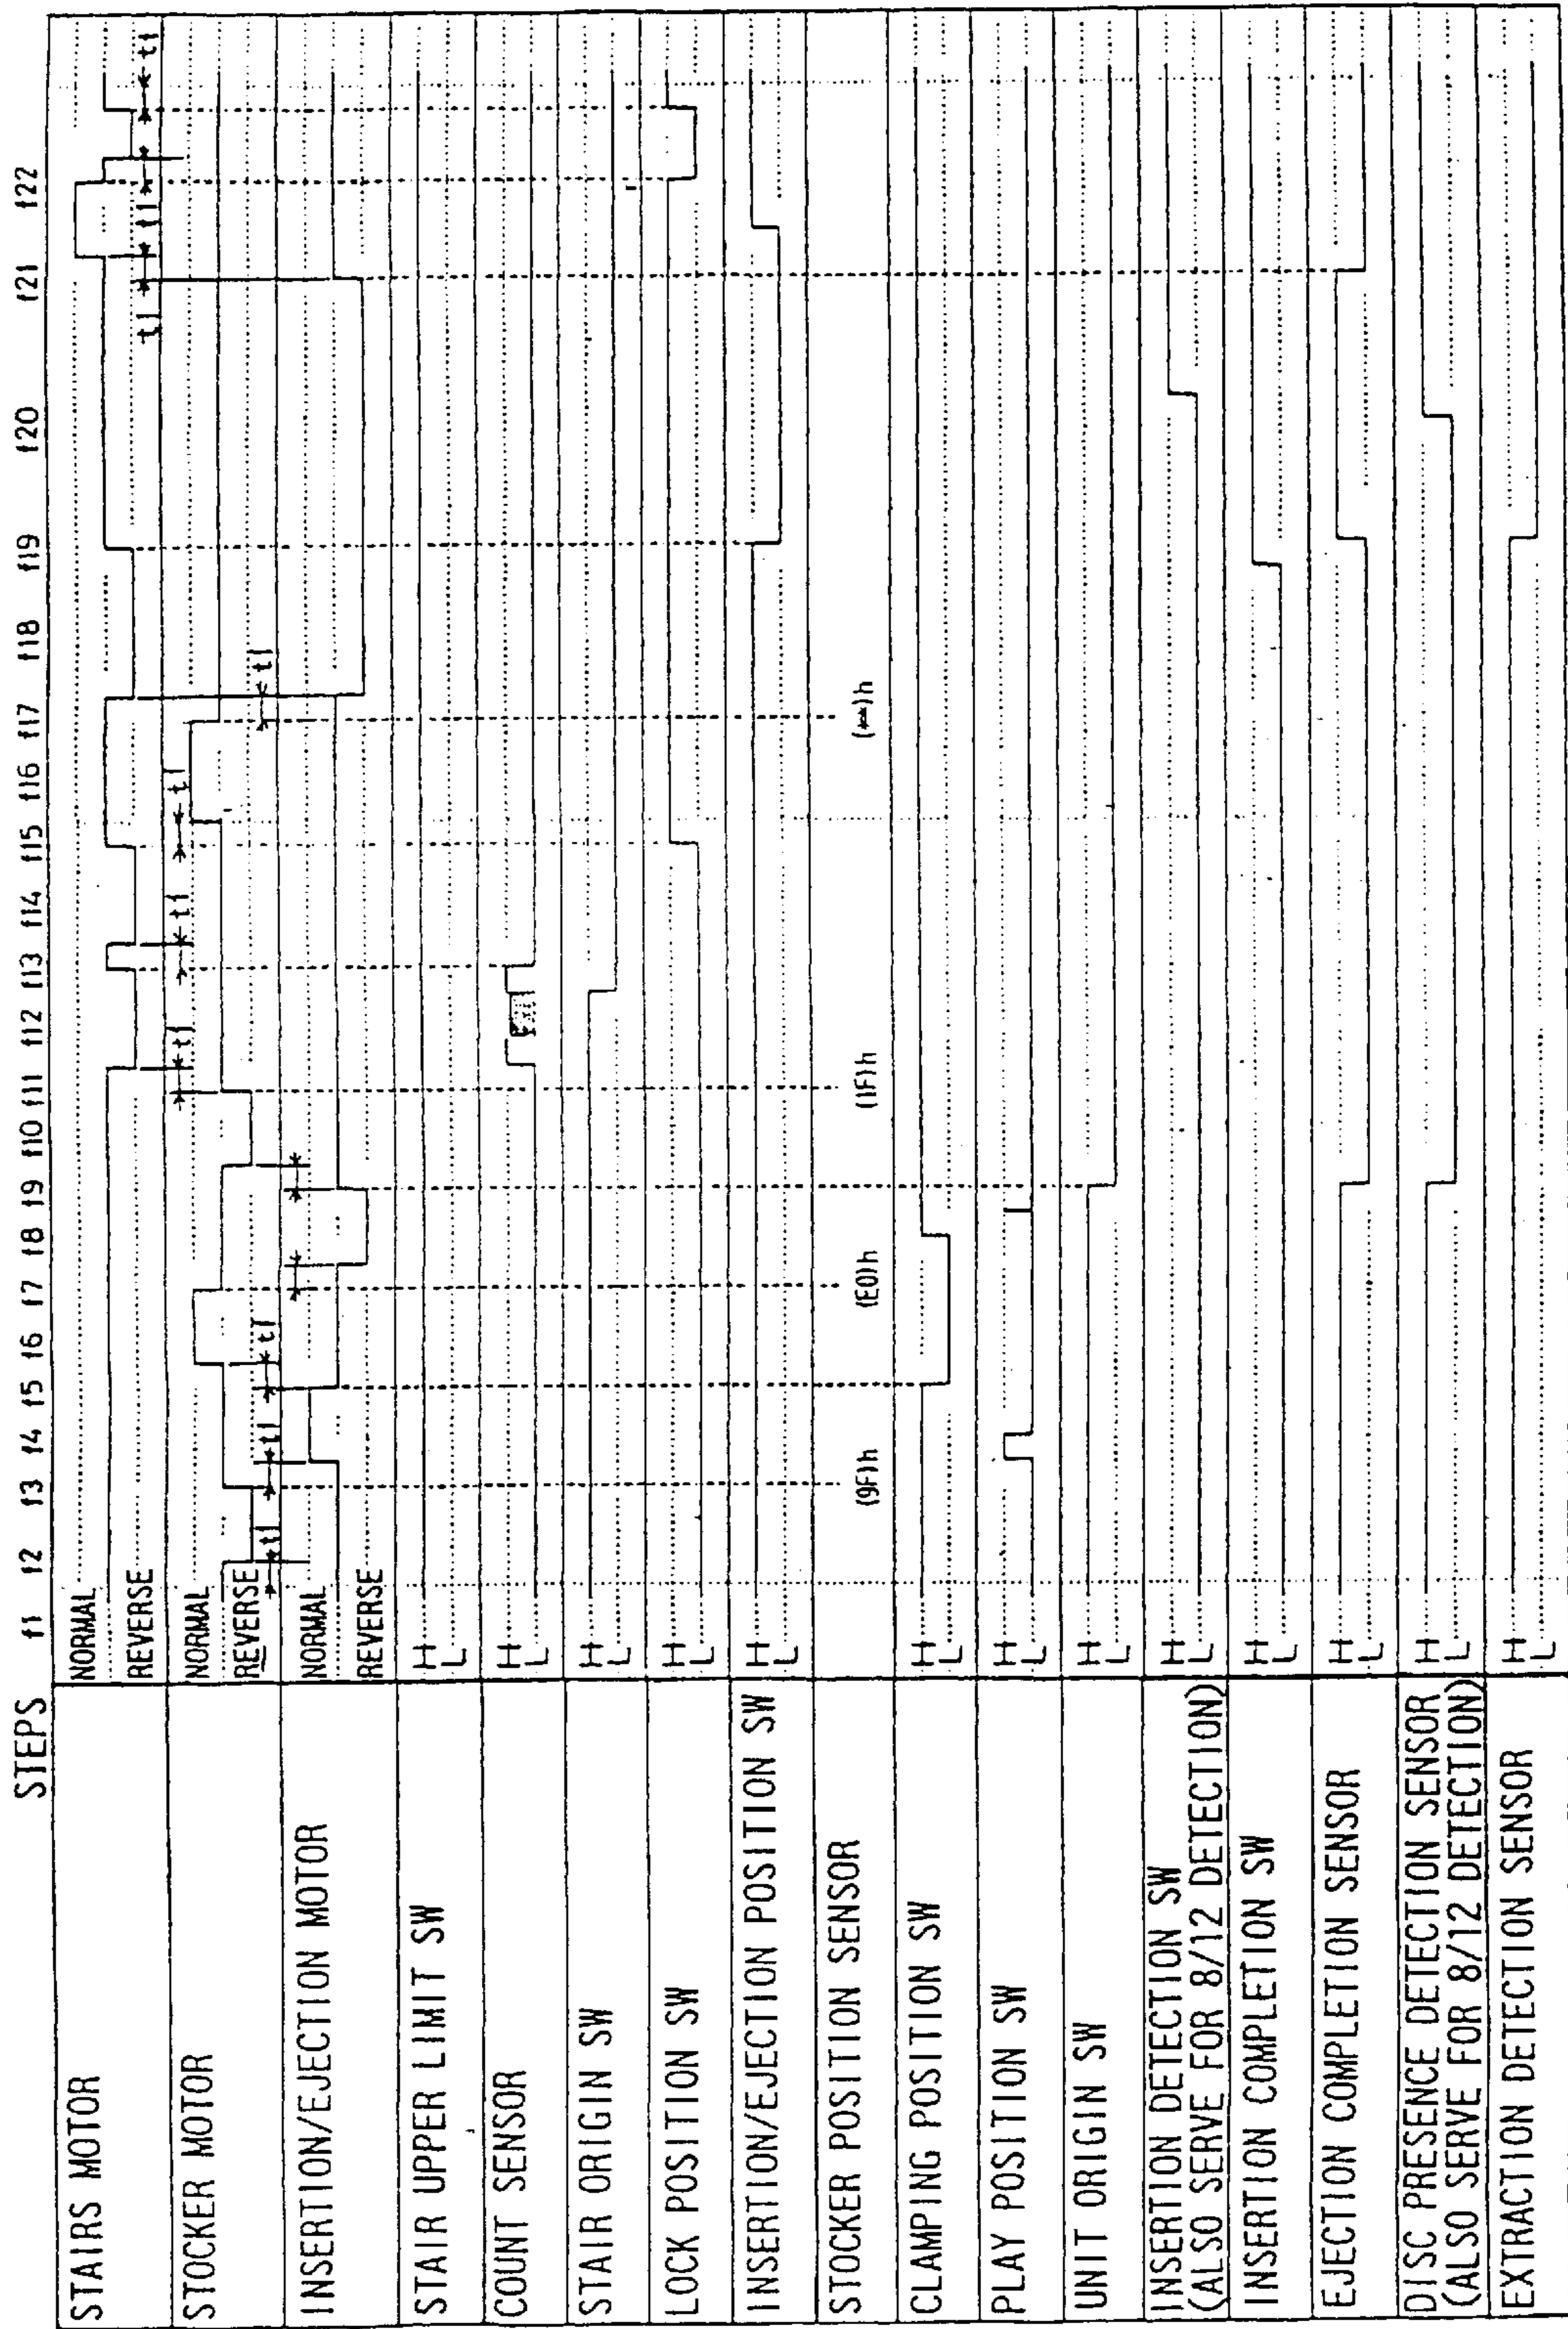 STEPS f1 f2 f3 f4 f5 f6 f7 f8 f9 f10 f11 f12 f13 f14 f15 f16 f17 f18 f19 f20 f21 f22
STAIRS MOTOR
NORMAL
REVERSE
t1 t1 t1 t1
STOCKER MOTOR
NORMAL
REVERSE
t1 t1 t1 t1 t1 t1 t1
INSERTION/EJECTION MOTOR
NORMAL
REVERSE
STAIR UPPER LIMIT SW
H
L
COUNT SENSOR
H
L
STAIR ORIGIN SW
H
L
LOCK POSITION SW
H
L
INSERTION/EJECTION POSITION SW
H
L
STOCKER POSITION SENSOR
(9F)h (E0)h (1F)h (**)h
CLAMPING POSITION SW
H
L
PLAY POSITION SW
H
L
UNIT ORIGIN SW
H
L
INSERTION DETECTION SW
(ALSO SERVE FOR 8/12 DETECTION)
H
L
INSERTION COMPLETION SW
H
L
EJECTION COMPLETION SENSOR
H
L
DISC PRESENCE DETECTION SENSOR
(ALSO SERVE FOR 8/12 DETECTION)
H
L
EXTRACTION DETECTION SENSOR
H
L